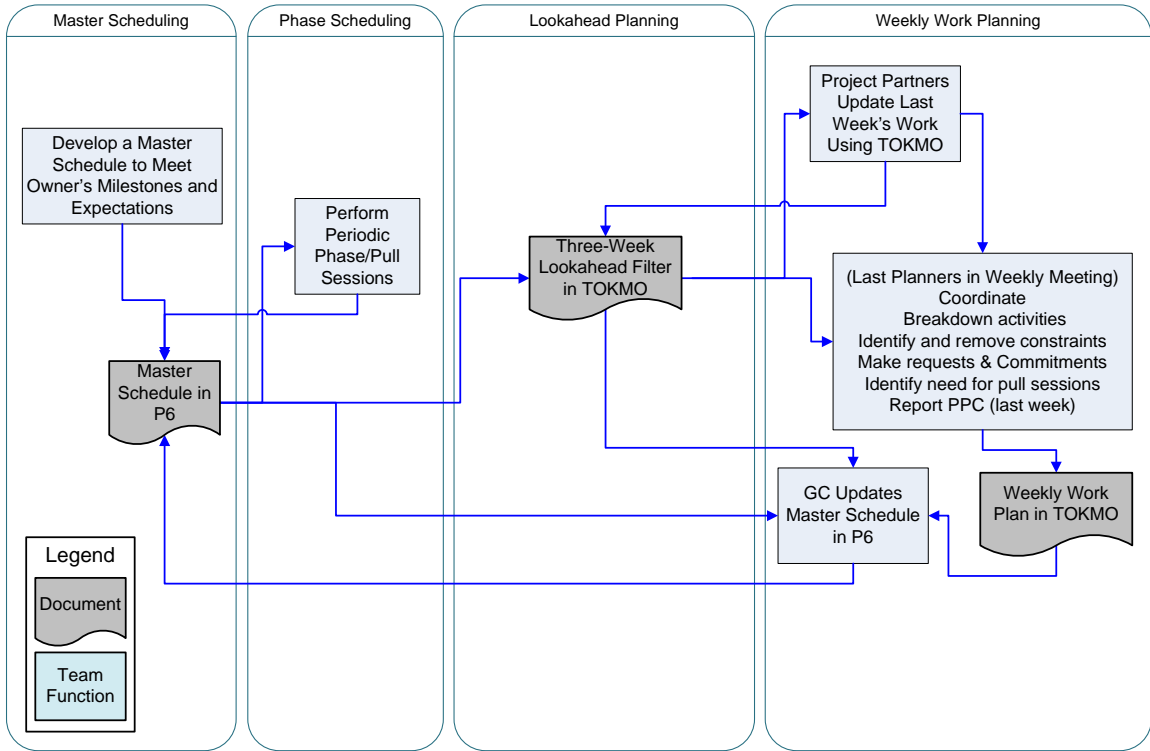 Master Scheduling
Phase Scheduling
Lookahead Planning
Weekly Work Planning
Develop a Master
Schedule to Meet
Owner's Milestones and
Expectations
Perform
Periodic
Phase/Pull
Sessions
Master
Schedule in
P6
Three-Week
Lookahead Filter
in TOKMO
Project Partners
Update Last
Week's Work
Using TOKMO
(Last Planners in Weekly Meeting)
Coordinate
Breakdown activities
Identify and remove constraints
Make requests & Commitments
Identify need for pull sessions
Report PPC (last week)
GC Updates
Master Schedule
in P6
Weekly Work
Plan in TOKMO
Legend
Document
Team
Function